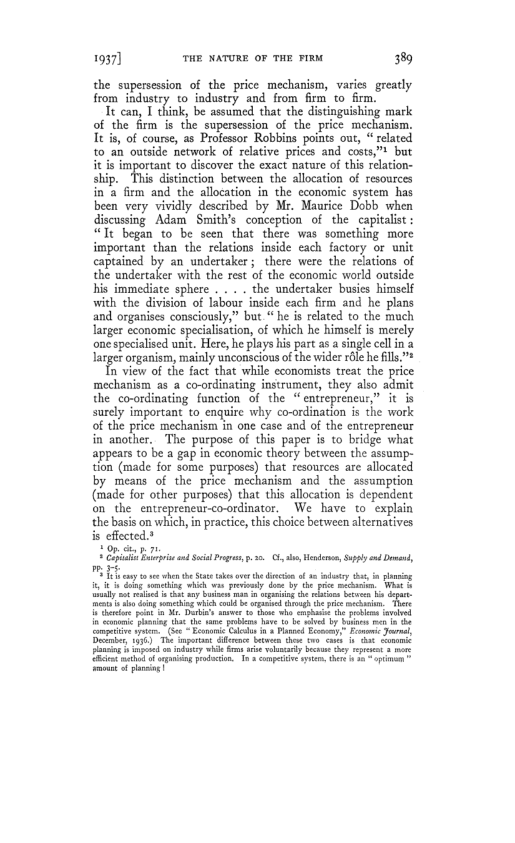 1937] THE NATURE OF THE FIRM 389
the supersession of the price mechanism, varies greatly
from industry to industry and from firm to firm.
It can, I think, be assumed that the distinguishing mark
of the firm is the supersession of the price mechanism.
It is, of course, as Professor Robbins points out, “ related
to an outside network of relative prices and costs,”¹ but
it is important to discover the exact nature of this relation-
ship. This distinction between the allocation of resources
in a firm and the allocation in the economic system has
been very vividly described by Mr. Maurice Dobb when
discussing Adam Smith’s conception of the capitalist :
“ It began to be seen that there was something more
important than the relations inside each factory or unit
captained by an undertaker ; there were the relations of
the undertaker with the rest of the economic world outside
his immediate sphere . . . . the undertaker busies himself
with the division of labour inside each firm and he plans
and organises consciously,” but “ he is related to the much
larger economic specialisation, of which he himself is merely
one specialised unit. Here, he plays his part as a single cell in a
larger organism, mainly unconscious of the wider rôle he fills.”²
In view of the fact that while economists treat the price
mechanism as a co-ordinating instrument, they also admit
the co-ordinating function of the “ entrepreneur,” it is
surely important to enquire why co-ordination is the work
of the price mechanism in one case and of the entrepreneur
in another. The purpose of this paper is to bridge what
appears to be a gap in economic theory between the assump-
tion (made for some purposes) that resources are allocated
by means of the price mechanism and the assumption
(made for other purposes) that this allocation is dependent
on the entrepreneur-co-ordinator. We have to explain
the basis on which, in practice, this choice between alternatives
is effected.³
¹ Op. cit., p. 71.
² Capitalist Enterprise and Social Progress, p. 20. Cf., also, Henderson, Supply and Demand,
pp. 3-5.
³ It is easy to see when the State takes over the direction of an industry that, in planning
it, it is doing something which was previously done by the price mechanism. What is
usually not realised is that any business man in organising the relations between his depart-
ments is also doing something which could be organised through the price mechanism. There
is therefore point in Mr. Durbin’s answer to those who emphasise the problems involved
in economic planning that the same problems have to be solved by business men in the
competitive system. (See “ Economic Calculus in a Planned Economy,” Economic Journal,
December, 1936.) The important difference between these two cases is that economic
planning is imposed on industry while firms arise voluntarily because they represent a more
efficient method of organising production. In a competitive system, there is an “ optimum ”
amount of planning !